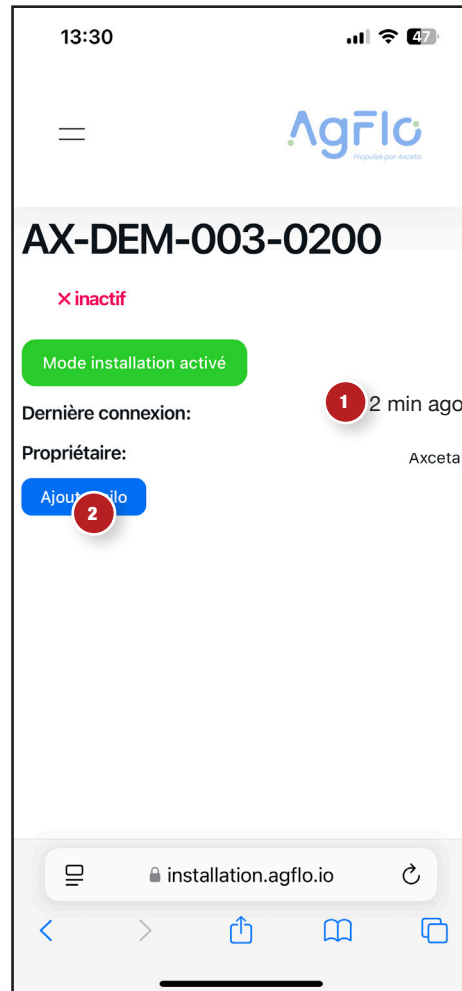 13:30
47
AgFlo
Propulsé par Axceta
AX-DEM-003-0200
× inactif
Mode installation activé
Dernière connexion:
1
2 min ago
Propriétaire:
Axceta
2
installation.agflo.io